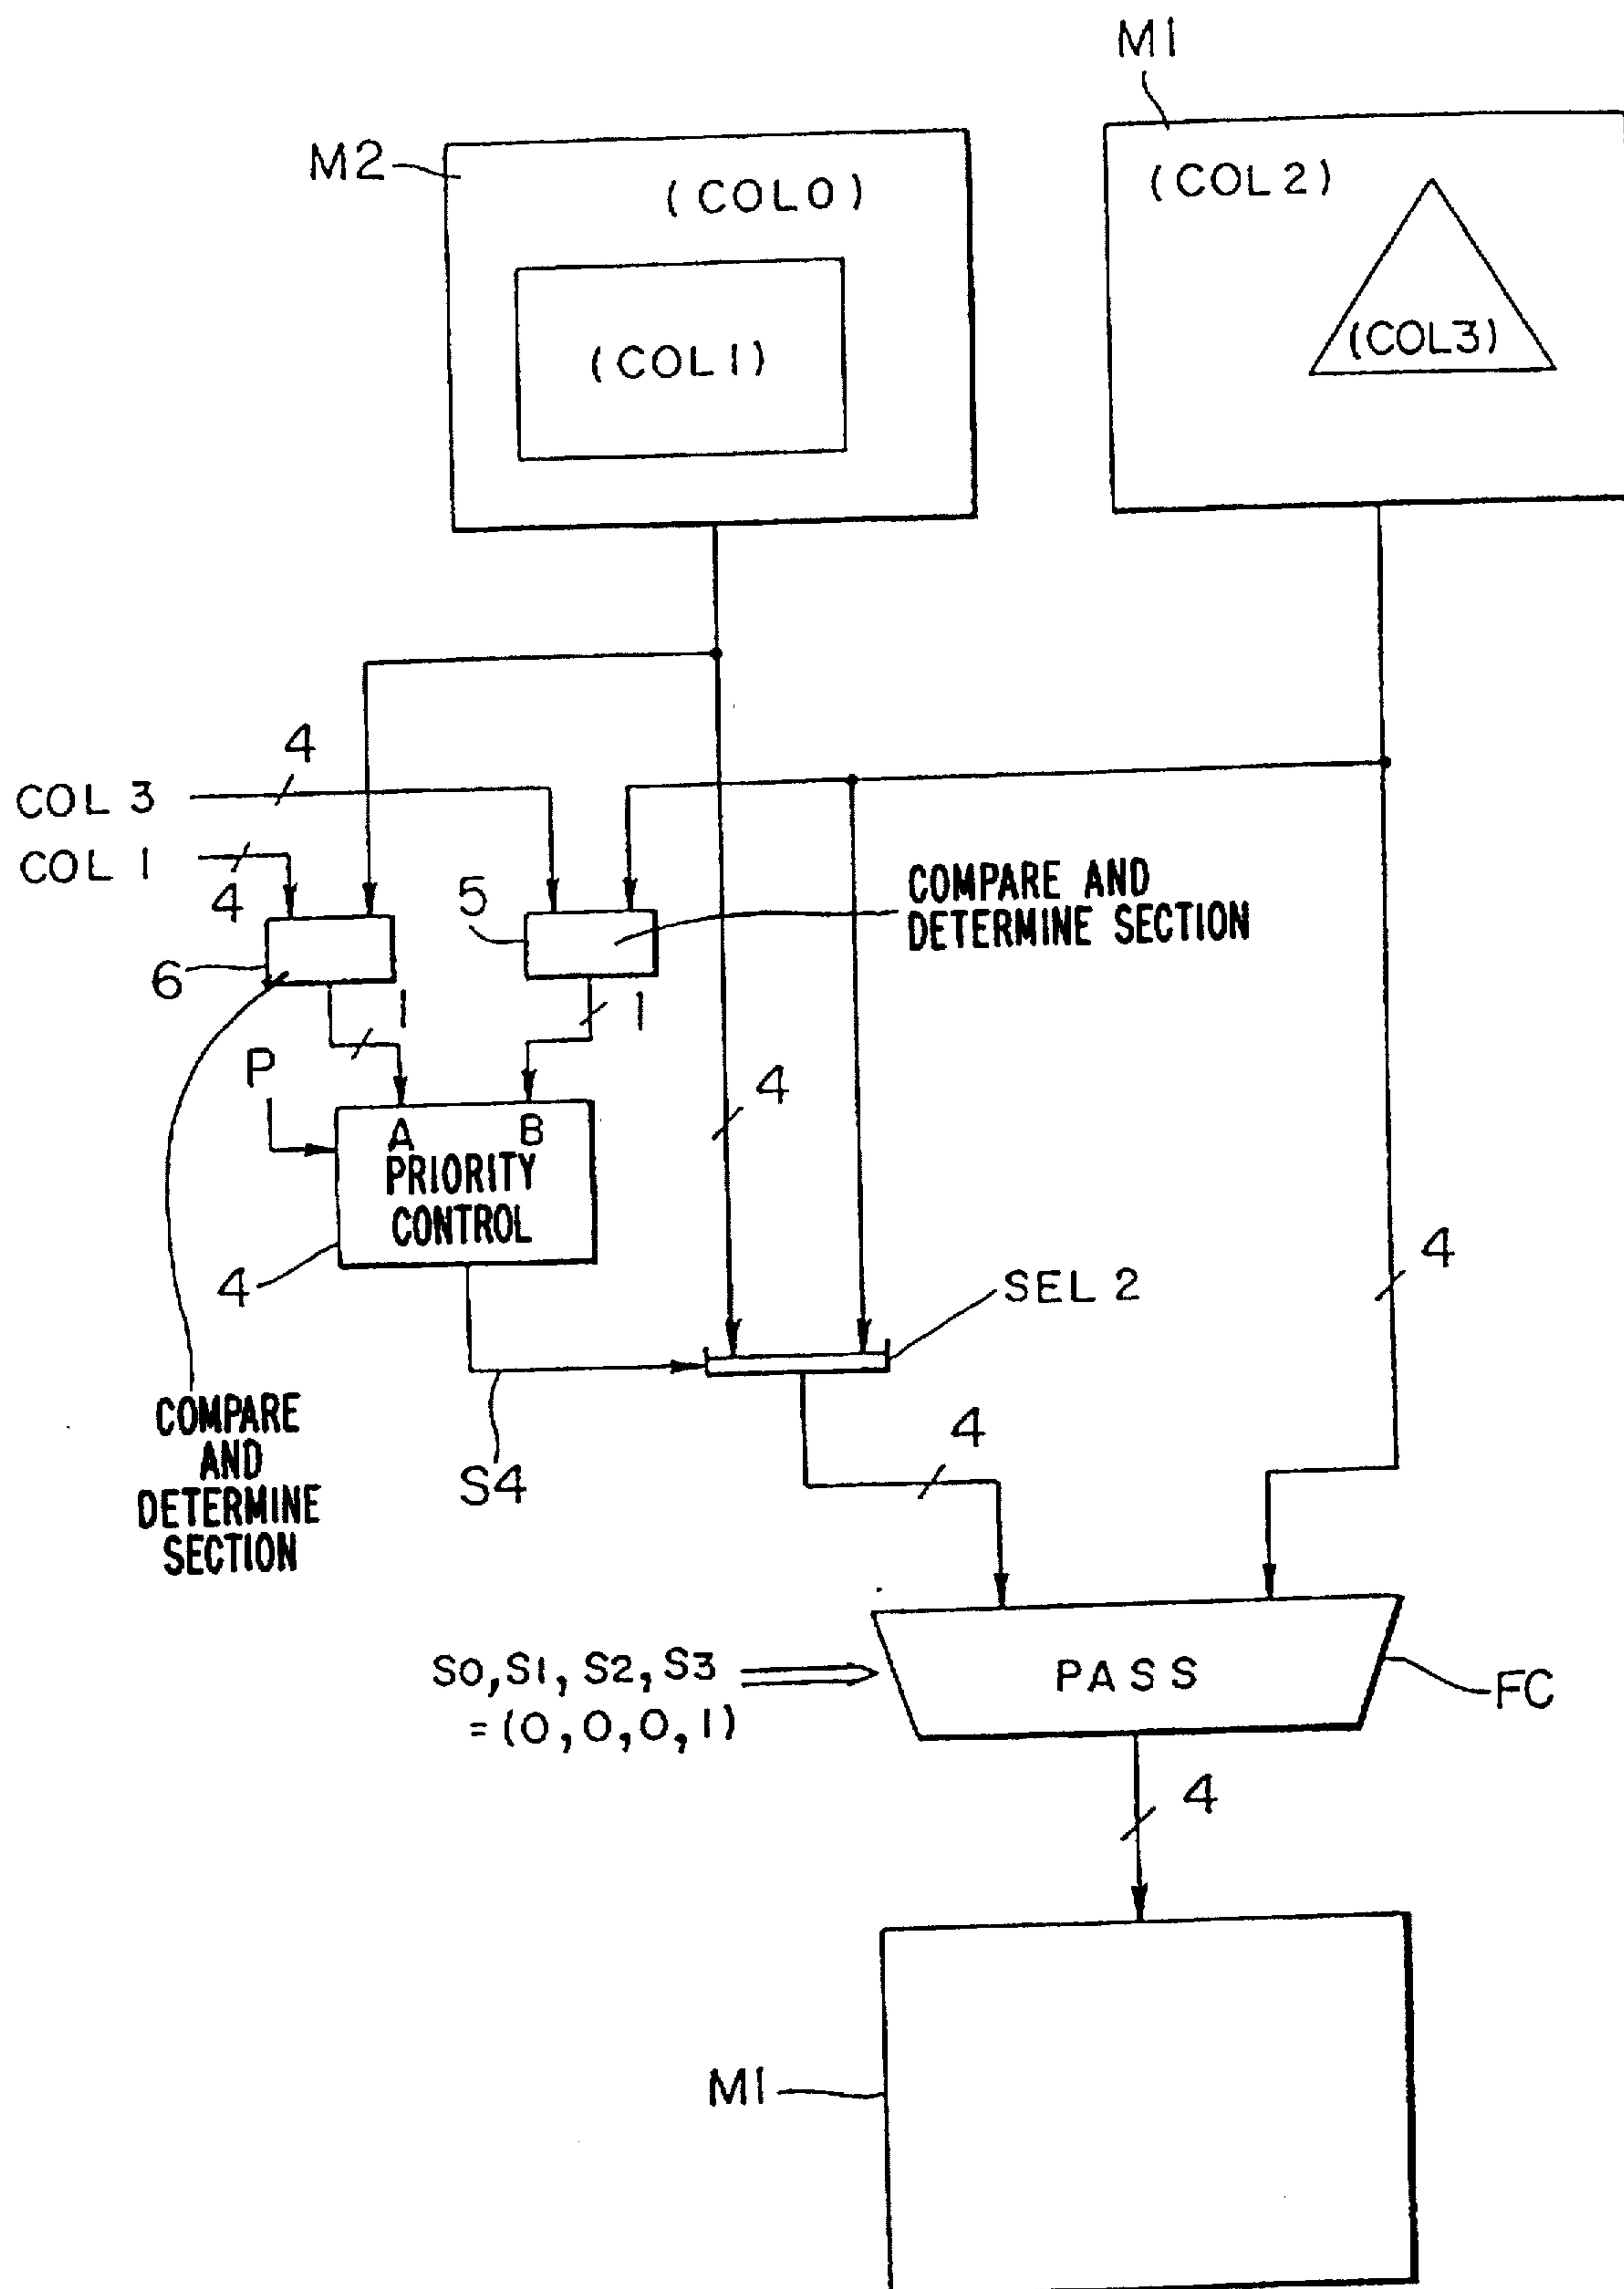 M1
M2
(COL0)
(COL2)
(COL1)
(COL3)
4
COL 3
COL 1
4
5
COMPARE AND
DETERMINE SECTION
6
1
1
P
4
A B
PRIORITY
CONTROL
4
4
SEL 2
COMPARE
AND
DETERMINE
SECTION
S4
4
S0, S1, S2, S3
= (0, 0, 0, 1)
PASS
FC
4
M1